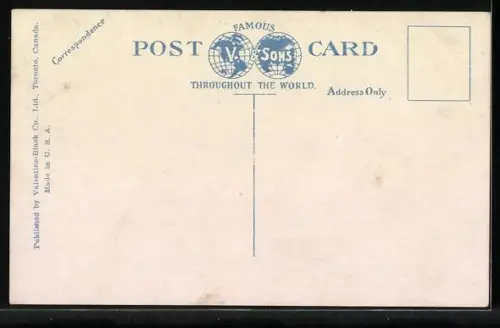 FAMOUS
POST CARD
V. & SONS
THROUGHOUT THE WORLD.
Correspondence
Address Only
Published by Valentine-Black Co., Ltd., Toronto, Canada.
Made in U. S. A.